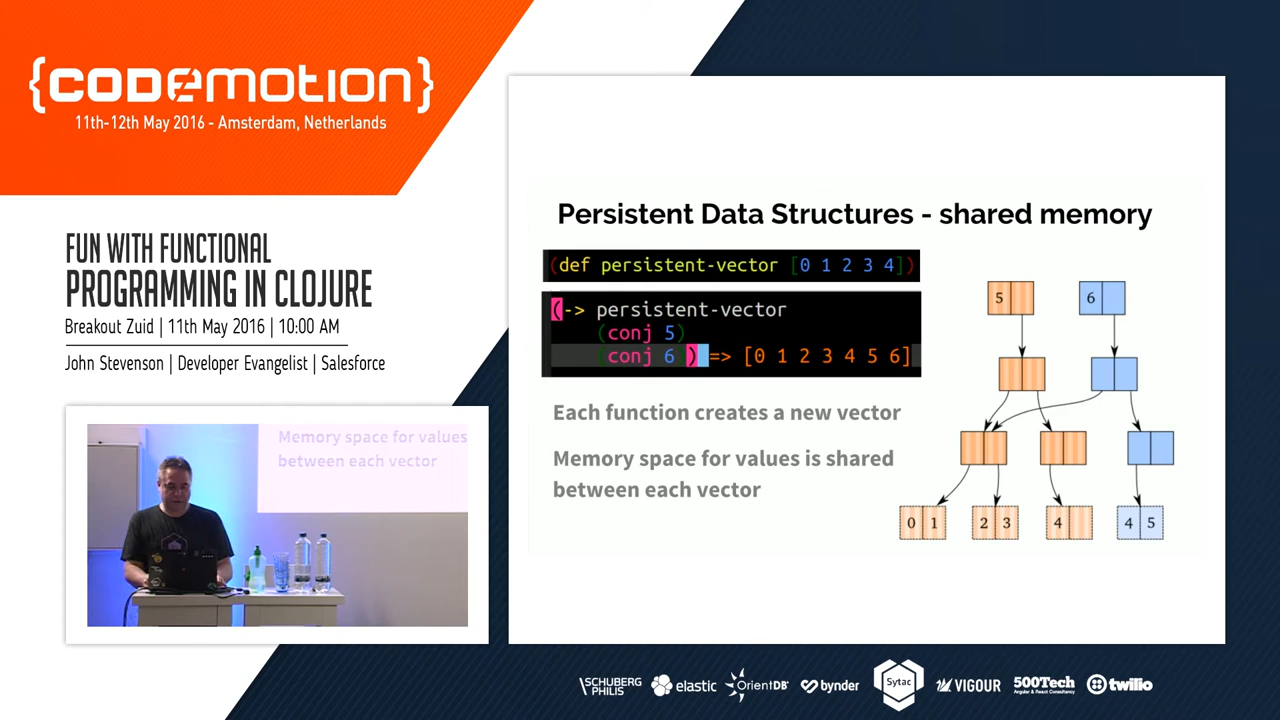 {CODEMOTION}
11th-12th May 2016 - Amsterdam, Netherlands
FUN WITH FUNCTIONAL
PROGRAMMING IN CLOJURE
Breakout Zuid | 11th May 2016 | 10:00 AM
John Stevenson | Developer Evangelist | Salesforce
Memory space for values
between each vector
Persistent Data Structures - shared memory
(def persistent-vector [0 1 2 3 4])
(-> persistent-vector
(conj 5)
(conj 6)) => [0 1 2 3 4 5 6]
Each function creates a new vector
Memory space for values is shared
between each vector
5 6
0 1 2 3 4 4 5
SCHUBERG
PHILIS
elastic
OrientDB
bynder
Sytac
VIGOUR
500Tech
Angular & React Consultancy
twilio